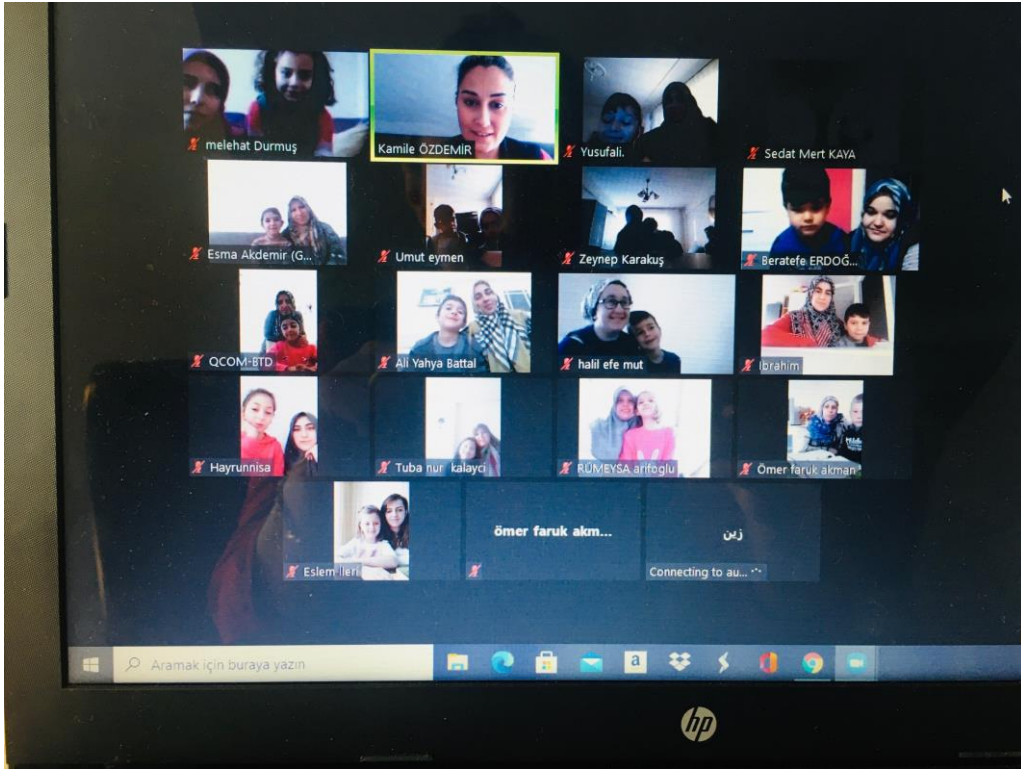 melehat Durmuş
Kamile ÖZDEMİR
Yusufali.
Sedat Mert KAYA
Esma Akdemir (G...
Umut eymen
Zeynep Karakuş
Beratefe ERDOĞ...
QCOM-BTD
Ali Yahya Battal
halil efe mut
Ibrahim
Hayrunnisa
Tuba nur kalayci
RÜMEYSA arifoglu
Ömer faruk akman
Eslem İleri
ömer faruk akm...
زين
Connecting to au...
Aramak için buraya yazın
a
hp